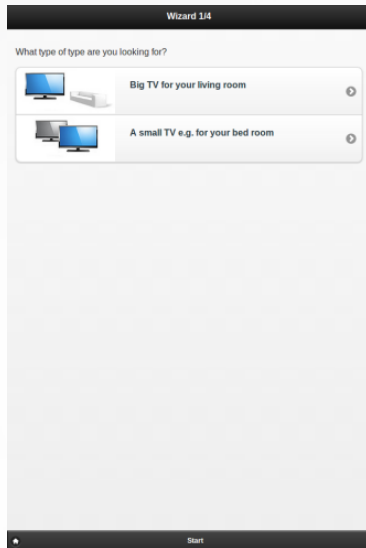 Wizard 1/4
What type of type are you looking for?
Big TV for your living room
A small TV e.g. for your bed room
Start